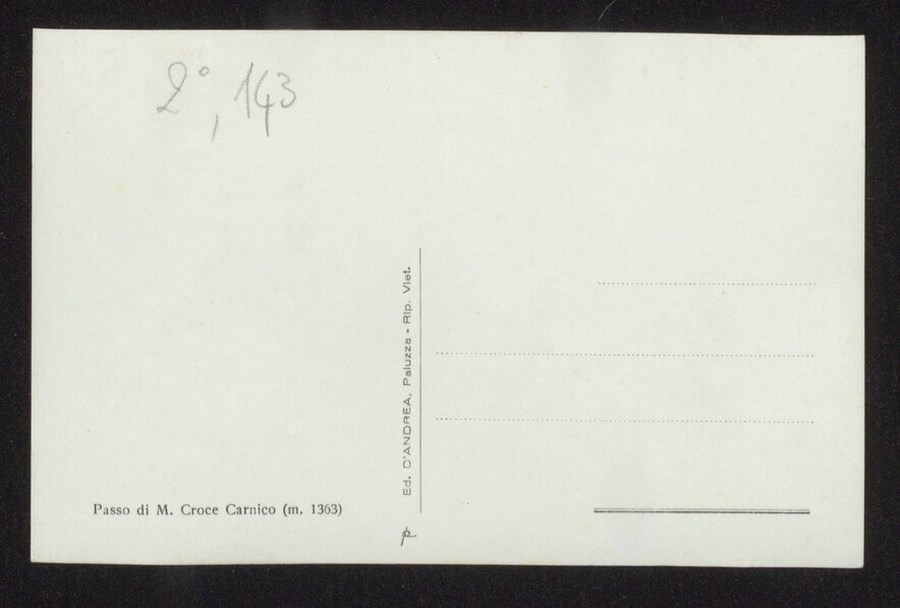 2°, 143
Ed. D'ANDREA, Paluzza - Rip. Viet.
Passo di M. Croce Carnico (m. 1363)